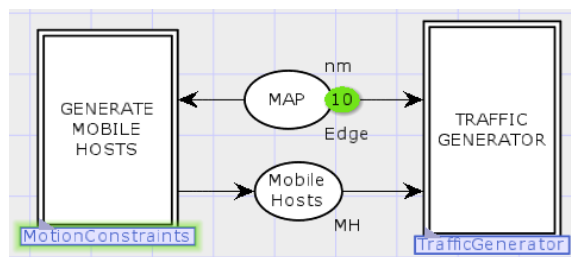 GENERATE
MOBILE
HOSTS
MotionConstraints
nm
MAP
10
Edge
Mobile
Hosts
MH
TRAFFIC
GENERATOR
TrafficGenerator